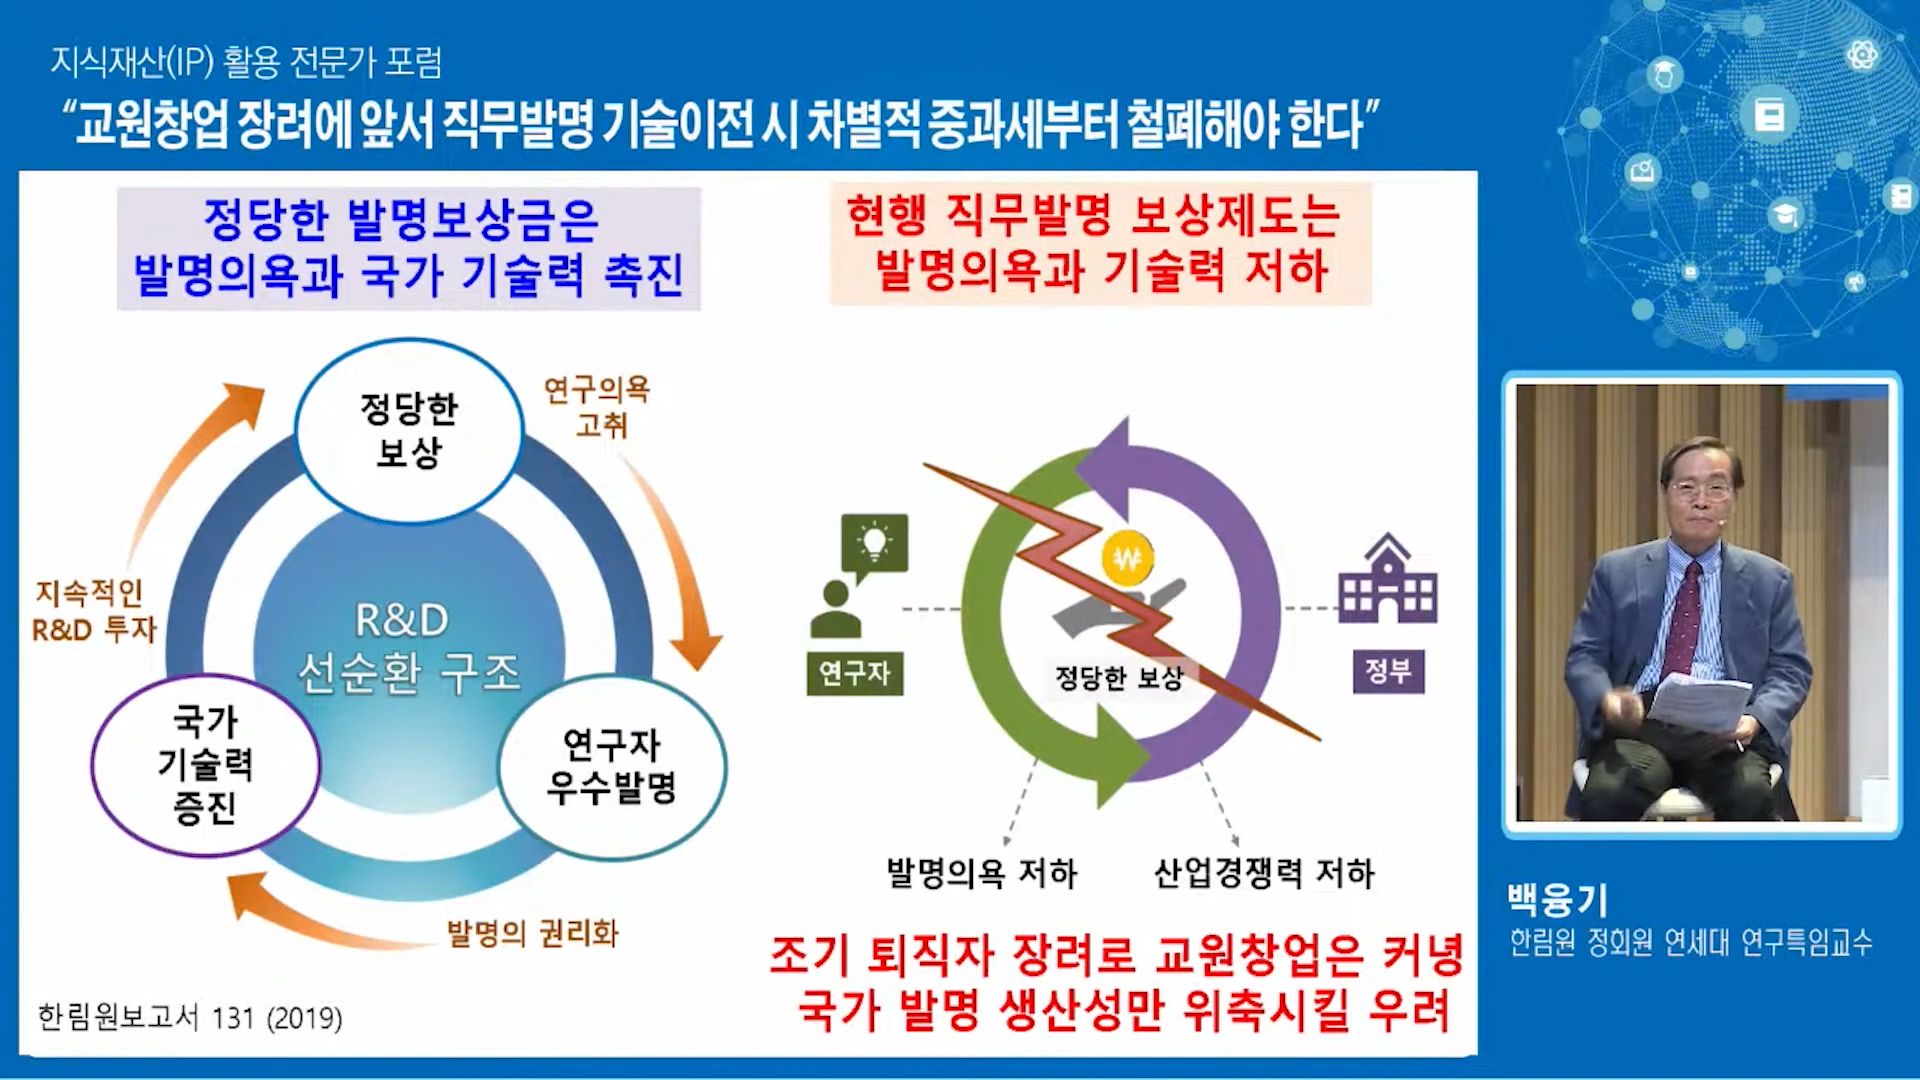 지식재산(IP) 활용 전문가 포럼
“교원창업 장려에 앞서 직무발명 기술이전 시 차별적 중과세부터 철폐해야 한다”
정당한 발명보상금은
발명의욕과 국가 기술력 촉진
정당한
보상
연구의욕
고취
지속적인
R&D 투자
R&D
선순환 구조
국가
기술력
증진
연구자
우수발명
발명의 권리화
한림원보고서 131 (2019)
현행 직무발명 보상제도는
발명의욕과 기술력 저하
₩
연구자
정당한 보상
정부
발명의욕 저하
산업경쟁력 저하
조기 퇴직자 장려로 교원창업은 커녕
국가 발명 생산성만 위축시킬 우려
백융기
한림원 정회원 연세대 연구특임교수